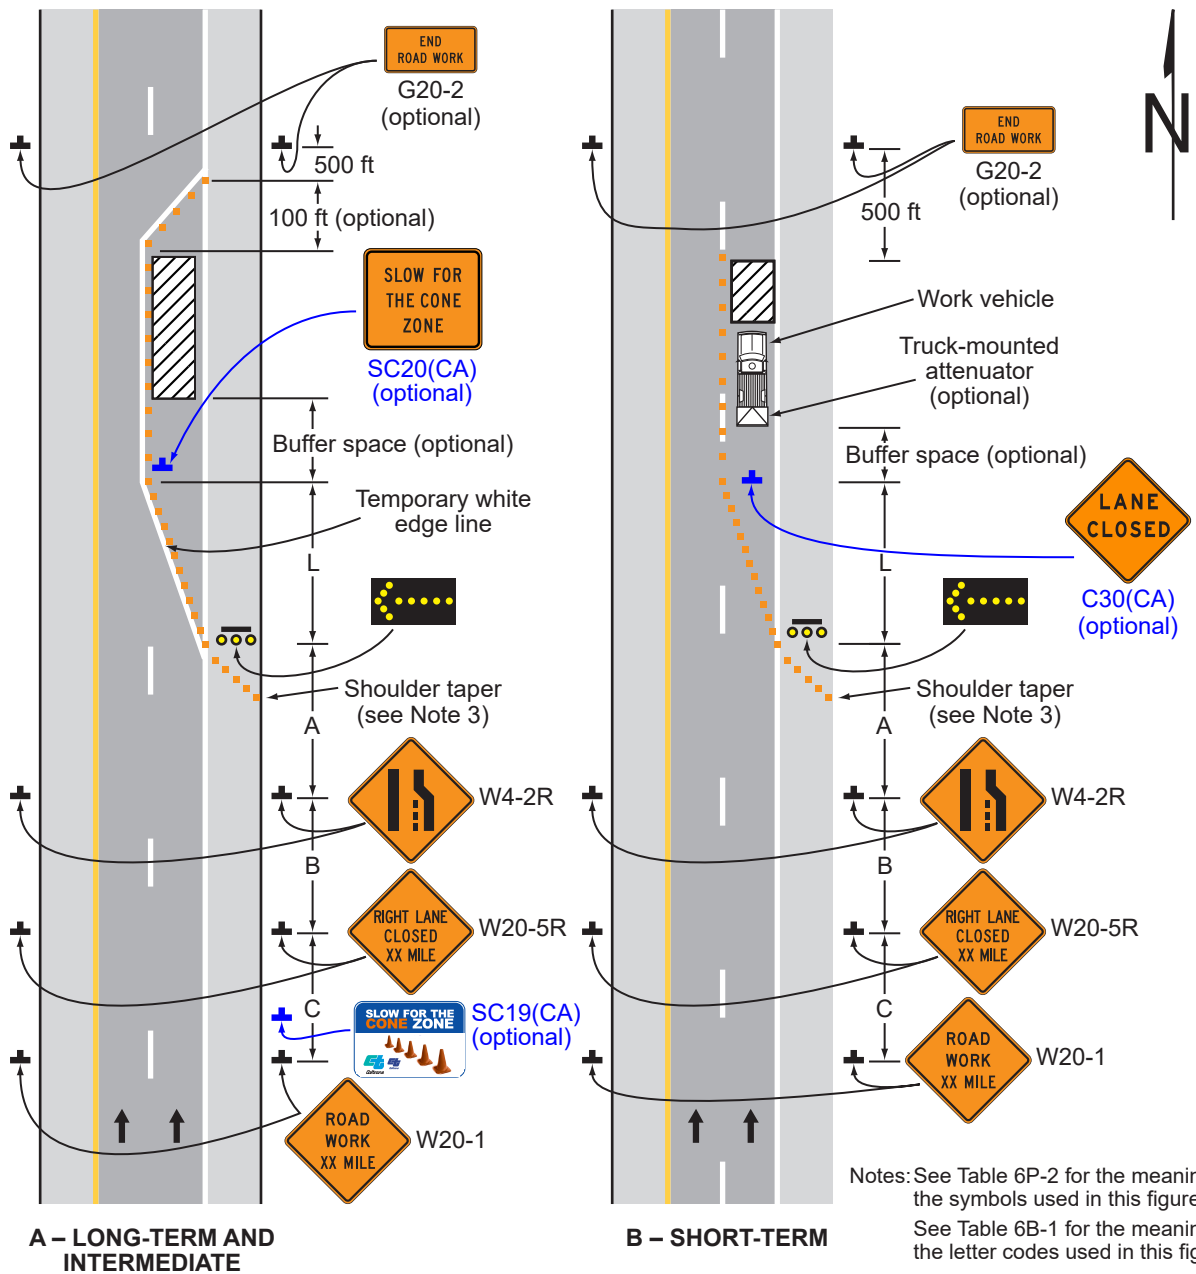 END
ROAD WORK
G20-2
(optional)
500 ft
100 ft (optional)
SLOW FOR
THE CONE
ZONE
SC20(CA)
(optional)
Buffer space (optional)
Temporary white
edge line
L
Shoulder taper
(see Note 3)
A
W4-2R
B
RIGHT LANE
CLOSED
XX MILE
W20-5R
C
SLOW FOR THE
CONE ZONE
Caltrans
SC19(CA)
(optional)
ROAD
WORK
XX MILE
W20-1
A – LONG-TERM AND
INTERMEDIATE
N
END
ROAD WORK
G20-2
(optional)
500 ft
Work vehicle
Truck-mounted
attenuator
(optional)
Buffer space (optional)
LANE
CLOSED
C30(CA)
(optional)
L
Shoulder taper
(see Note 3)
A
W4-2R
B
RIGHT LANE
CLOSED
XX MILE
W20-5R
C
ROAD
WORK
XX MILE
W20-1
B – SHORT-TERM
Notes: See Table 6P-2 for the meanin
the symbols used in this figure
See Table 6B-1 for the meanin
the letter codes used in this fig